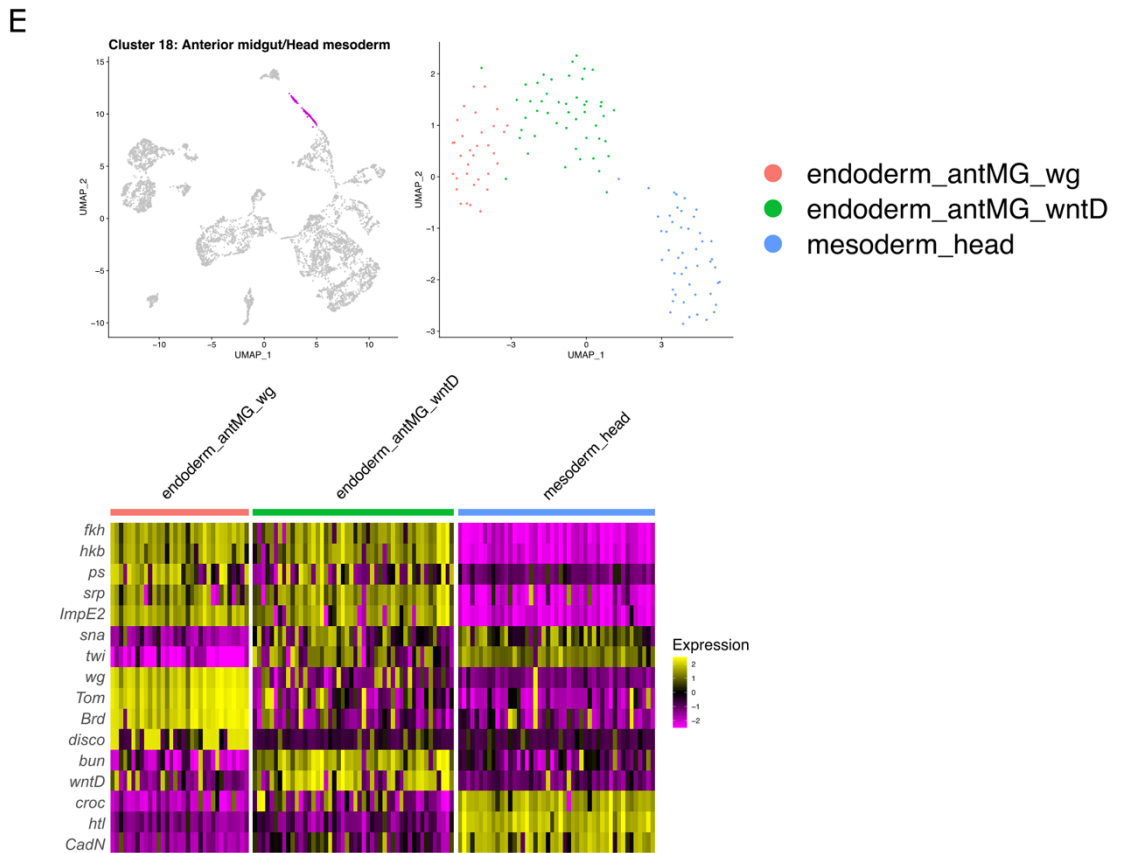 E
Cluster 18: Anterior midgut/Head mesoderm
15
10
5
0
−5
−10
UMAP_2
−10
−5
0
5
10
UMAP_1
2
1
0
−1
−2
−3
UMAP_2
−3
0
3
UMAP_1
endoderm_antMG_wg
endoderm_antMG_wntD
mesoderm_head
endoderm_antMG_wg
endoderm_antMG_wntD
mesoderm_head
fkh
hkb
ps
srp
ImpE2
sna
twi
wg
Tom
Brd
disco
bun
wntD
croc
htl
CadN
Expression
2
1
0
−1
−2